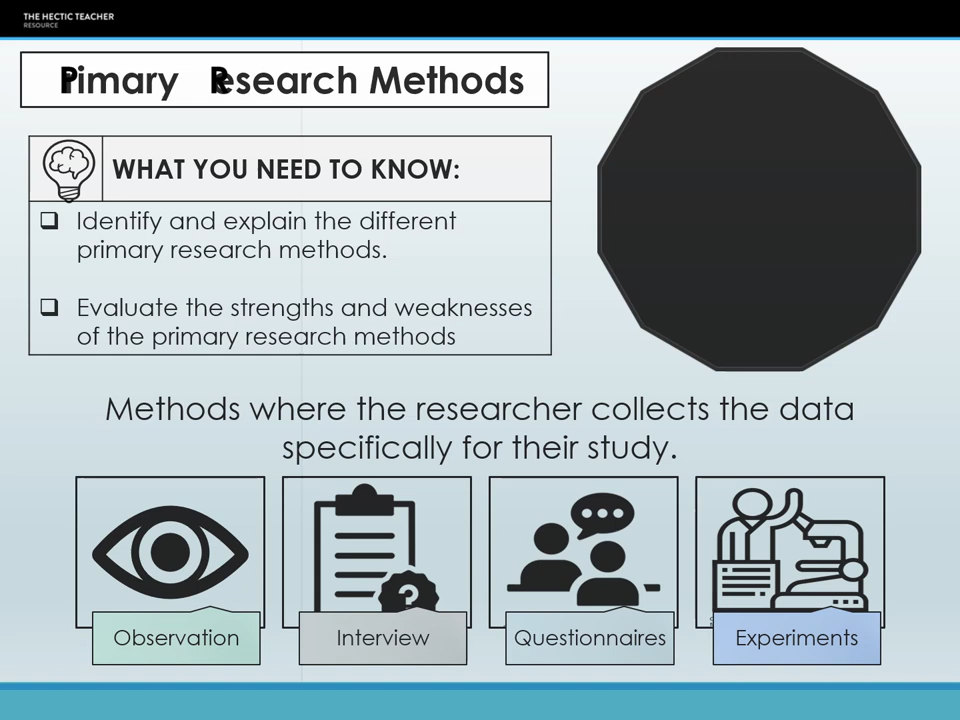 THE HECTIC TEACHER
RESOURCE
Primary Research Methods
WHAT YOU NEED TO KNOW:
Identify and explain the different
primary research methods.
Evaluate the strengths and weaknesses
of the primary research methods
Methods where the researcher collects the data
specifically for their study.
?
Observation
Interview
Questionnaires
Experiments